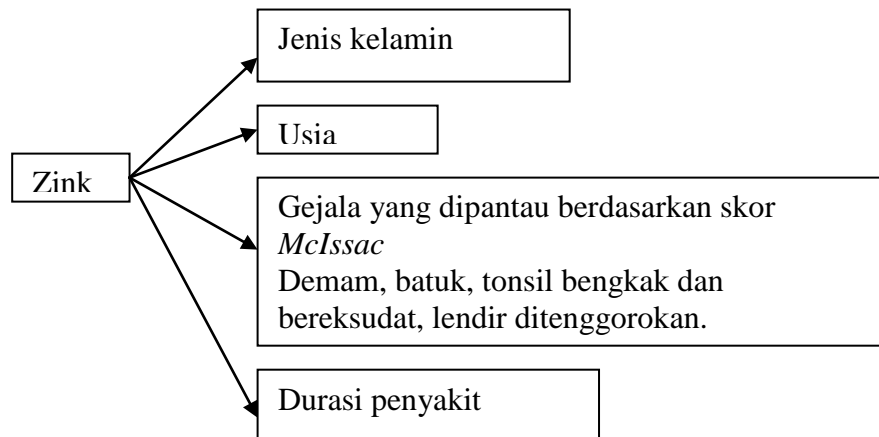 Jenis kelamin
Usia
Zink
Gejala yang dipantau berdasarkan skor
McIssac
Demam, batuk, tonsil bengkak dan
bereksudat, lendir ditenggorokan.
Durasi penyakit